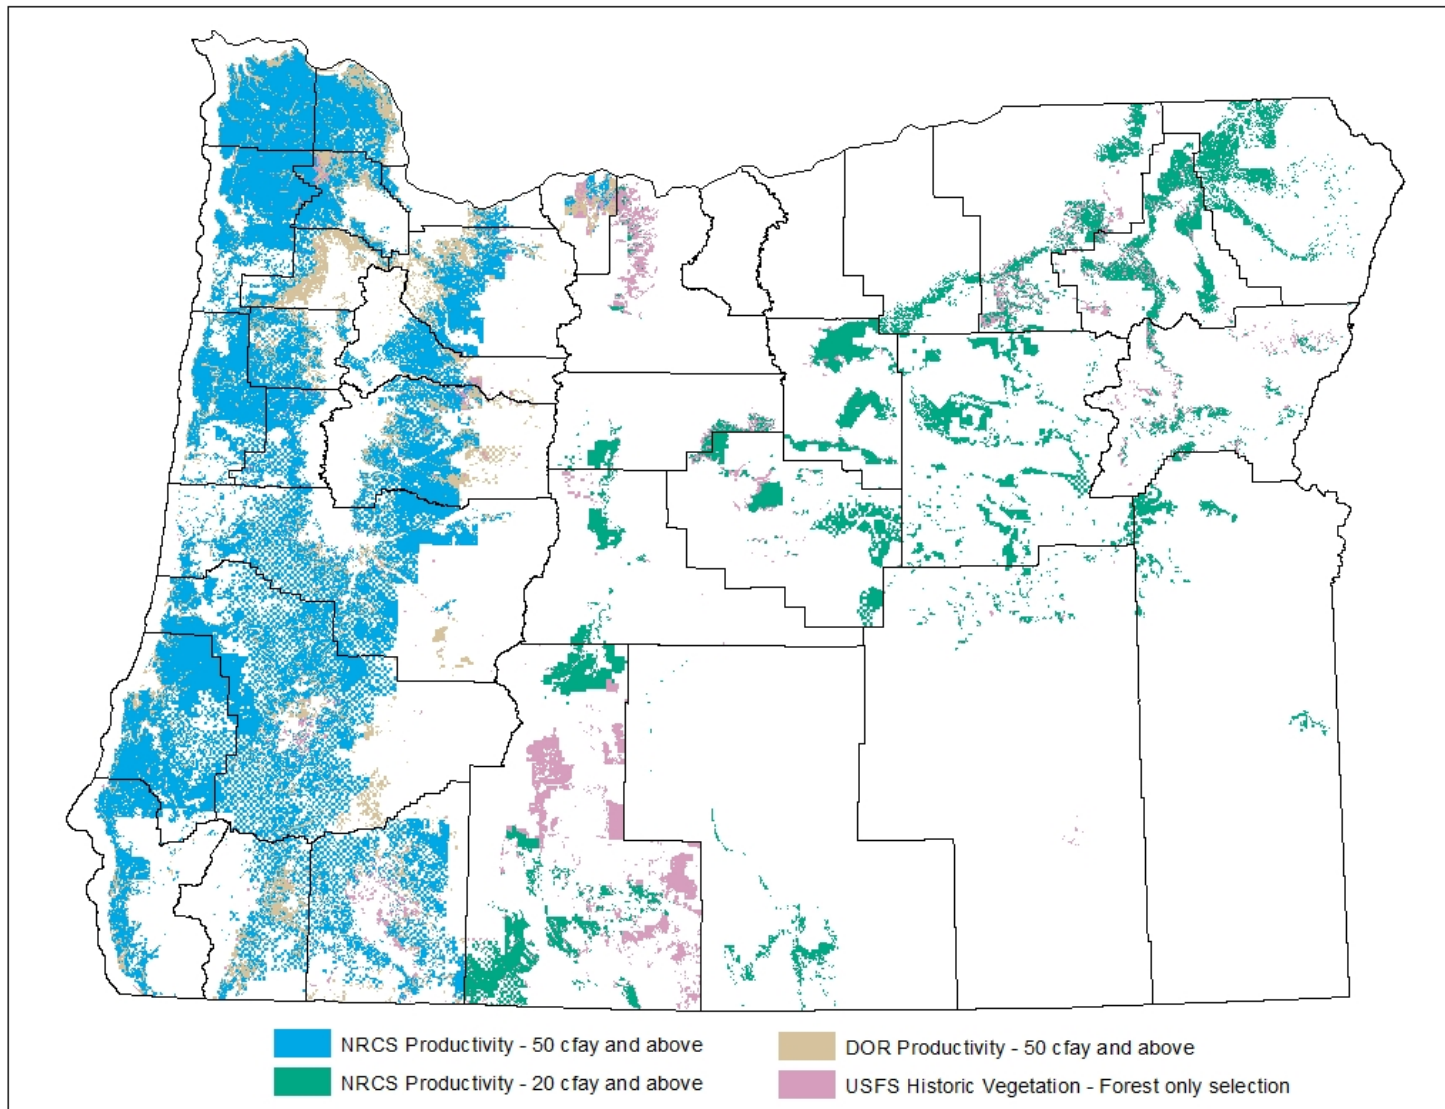 NRCS Productivity - 50 cfay and above
DOR Productivity - 50 cfay and above
NRCS Productivity - 20 cfay and above
USFS Historic Vegetation - Forest only selection